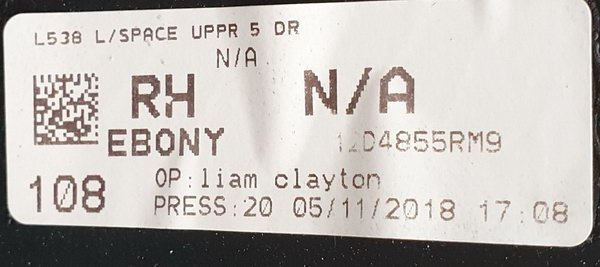 L538 L/SPACE UPPR 5 DR
N/A
RH N/A
EBONY 12D4855RM9
108 OP:liam clayton
PRESS:20 05/11/2018 17:08